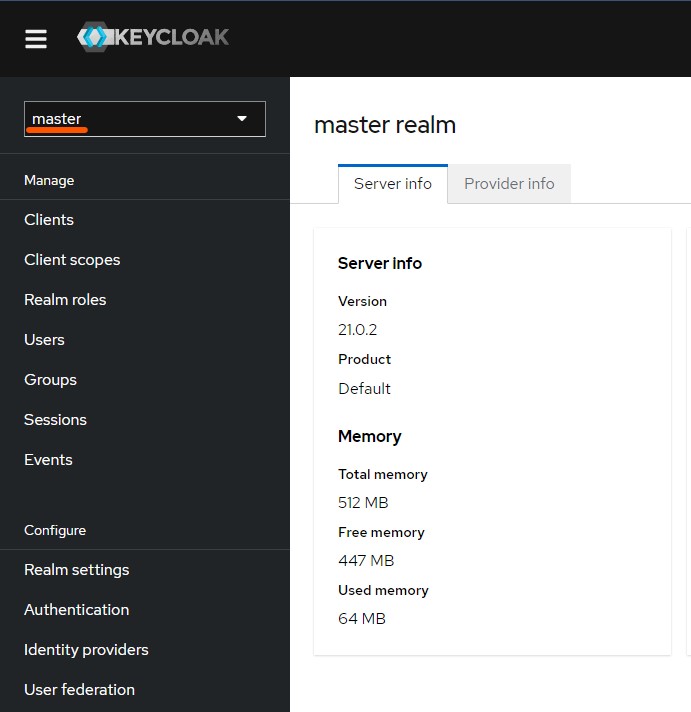 KEYCLOAK
master
Manage
Clients
Client scopes
Realm roles
Users
Groups
Sessions
Events
Configure
Realm settings
Authentication
Identity providers
User federation
master realm
Server info
Provider info
Server info
Version
21.0.2
Product
Default
Memory
Total memory
512 MB
Free memory
447 MB
Used memory
64 MB